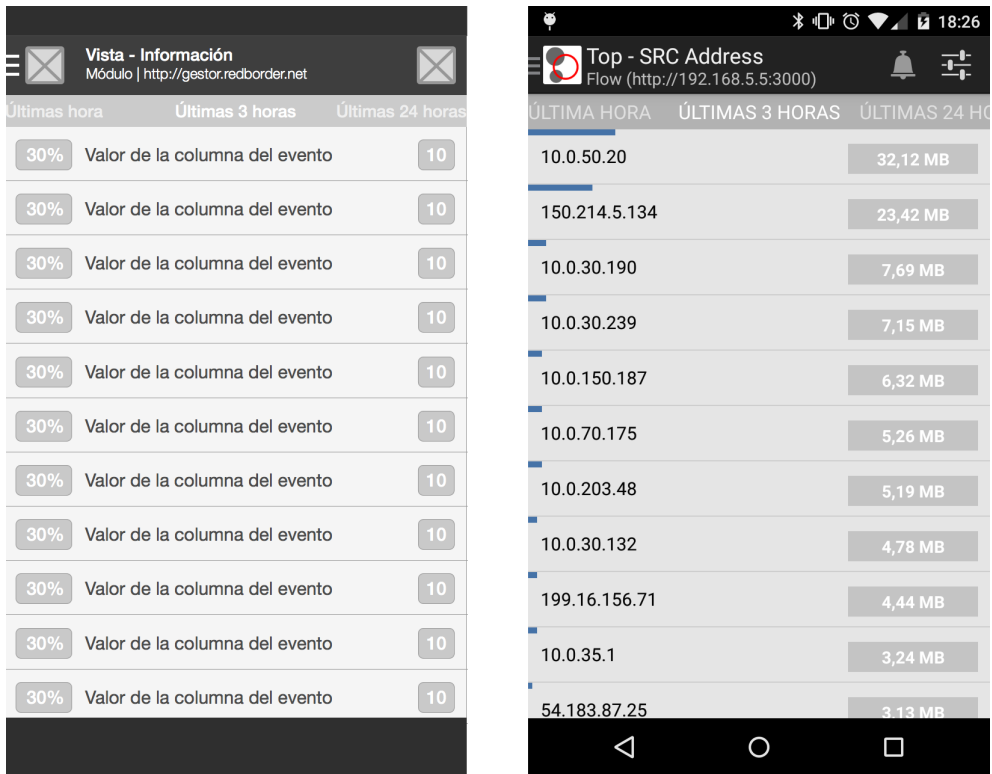 Vista - Información
Módulo | http://gestor.redborder.net
Últimas hora Últimas 3 horas Últimas 24 horas
30% Valor de la columna del evento 10
30% Valor de la columna del evento 10
30% Valor de la columna del evento 10
30% Valor de la columna del evento 10
30% Valor de la columna del evento 10
30% Valor de la columna del evento 10
30% Valor de la columna del evento 10
30% Valor de la columna del evento 10
30% Valor de la columna del evento 10
30% Valor de la columna del evento 10
30% Valor de la columna del evento 10
18:26
Top - SRC Address
Flow (http://192.168.5.5:3000)
ÚLTIMA HORA ÚLTIMAS 3 HORAS ÚLTIMAS 24 HO
10.0.50.20 32,12 MB
150.214.5.134 23,42 MB
10.0.30.190 7,69 MB
10.0.30.239 7,15 MB
10.0.150.187 6,32 MB
10.0.70.175 5,26 MB
10.0.203.48 5,19 MB
10.0.30.132 4,78 MB
199.16.156.71 4,44 MB
10.0.35.1 3,24 MB
54.183.87.25 3,13 MB